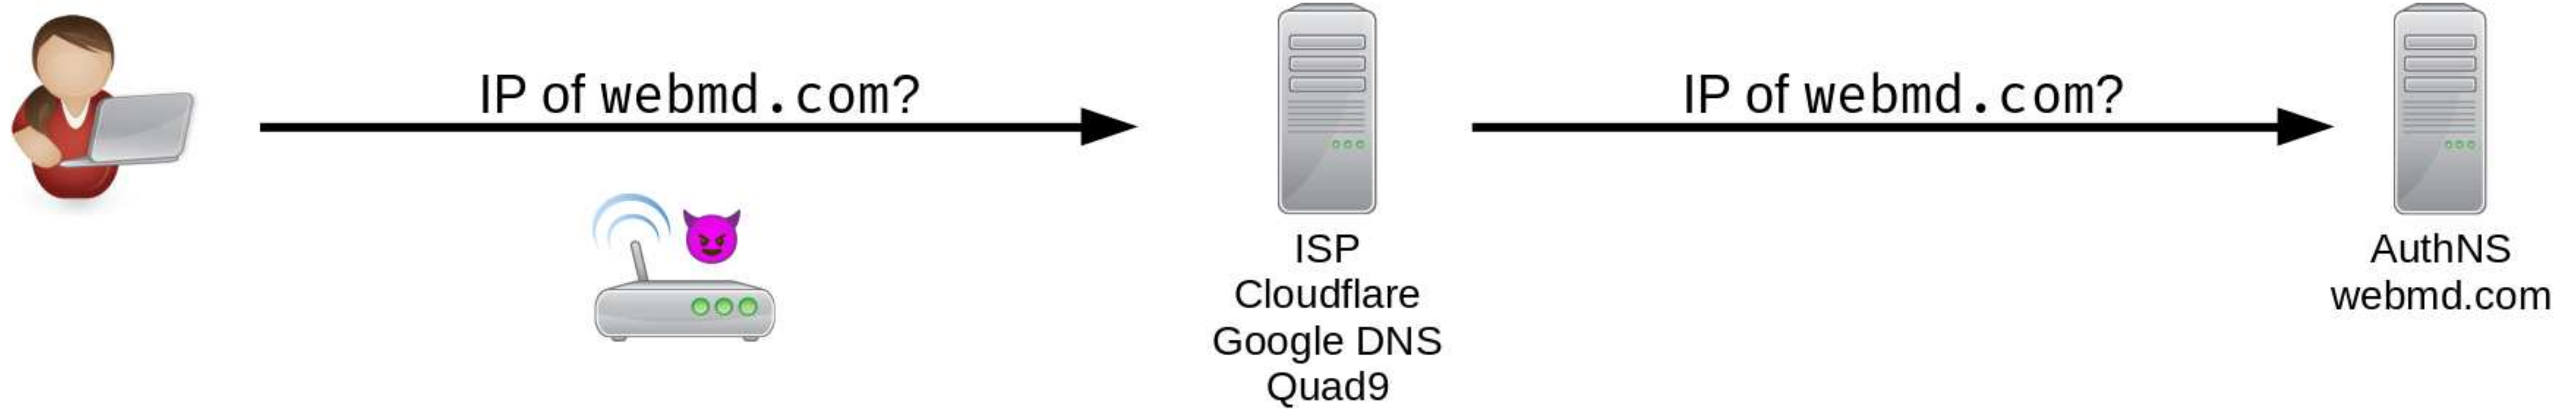 IP of webmd.com?
IP of webmd.com?
ISP
Cloudflare
Google DNS
Quad9
AuthNS
webmd.com